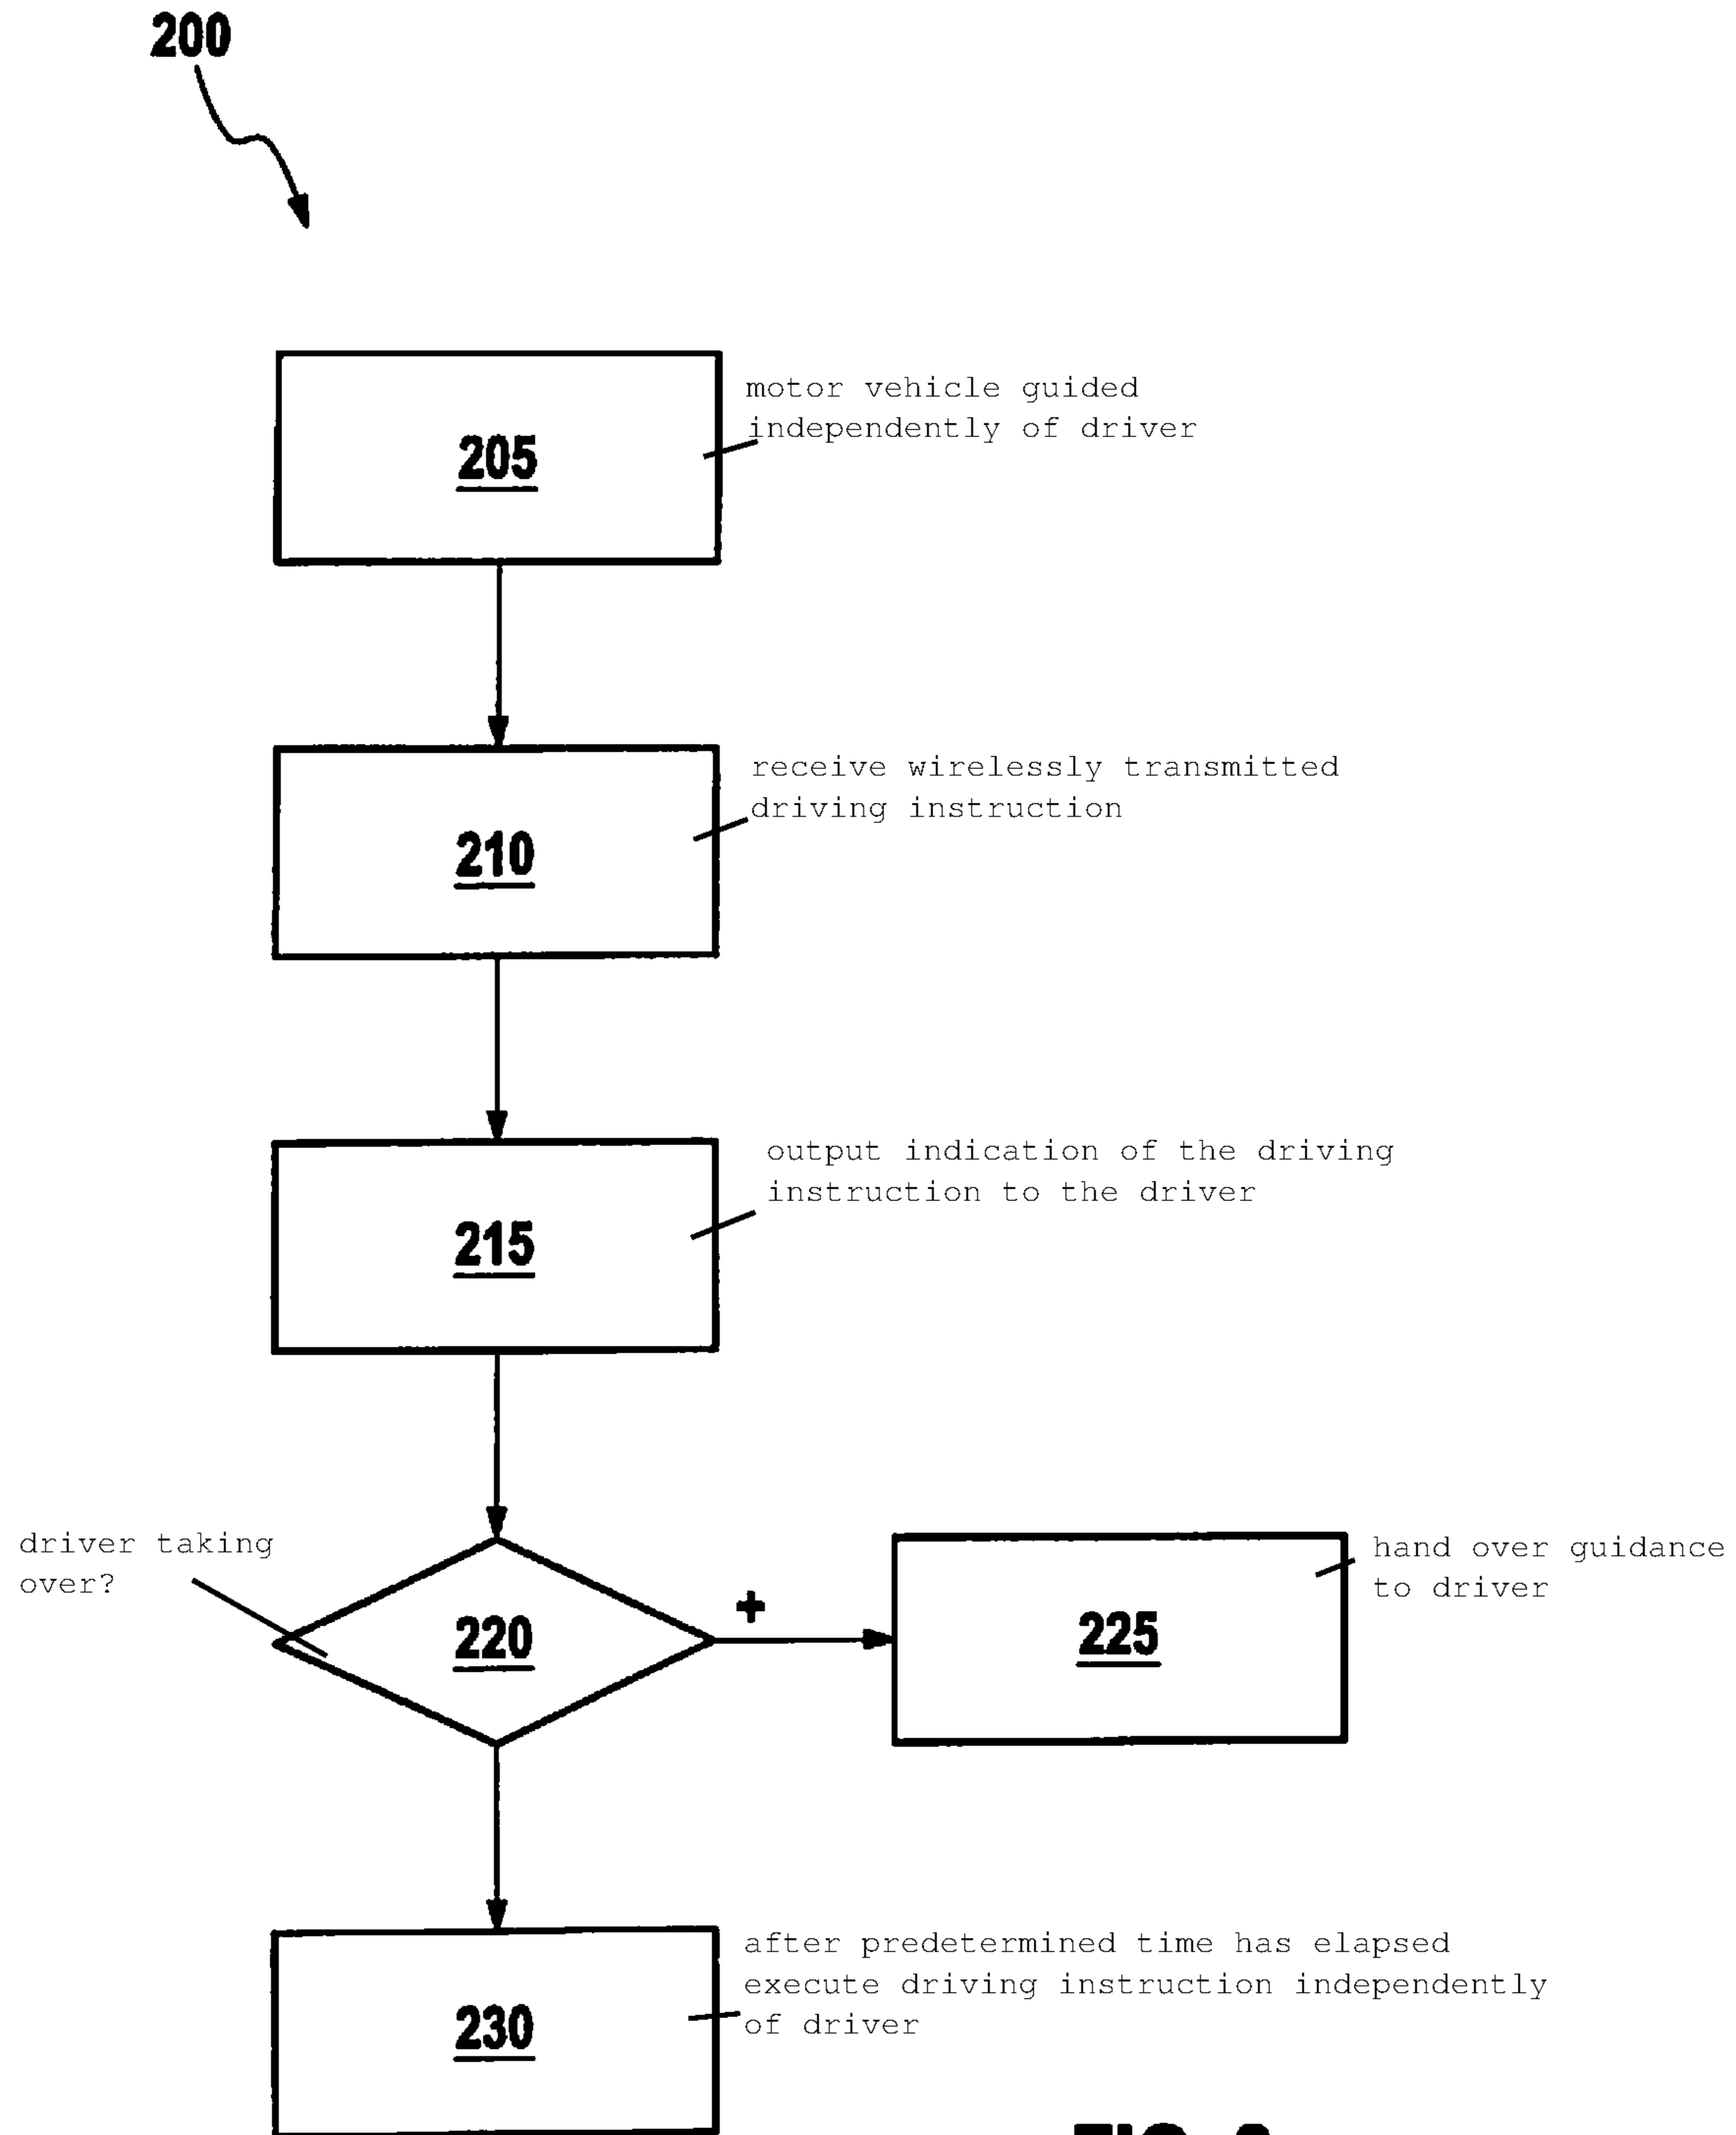 200
motor vehicle guided
independently of driver
205
receive wirelessly transmitted
driving instruction
210
output indication of the driving
instruction to the driver
215
driver taking
over?
220
+
hand over guidance
to driver
225
after predetermined time has elapsed
execute driving instruction independently
of driver
230